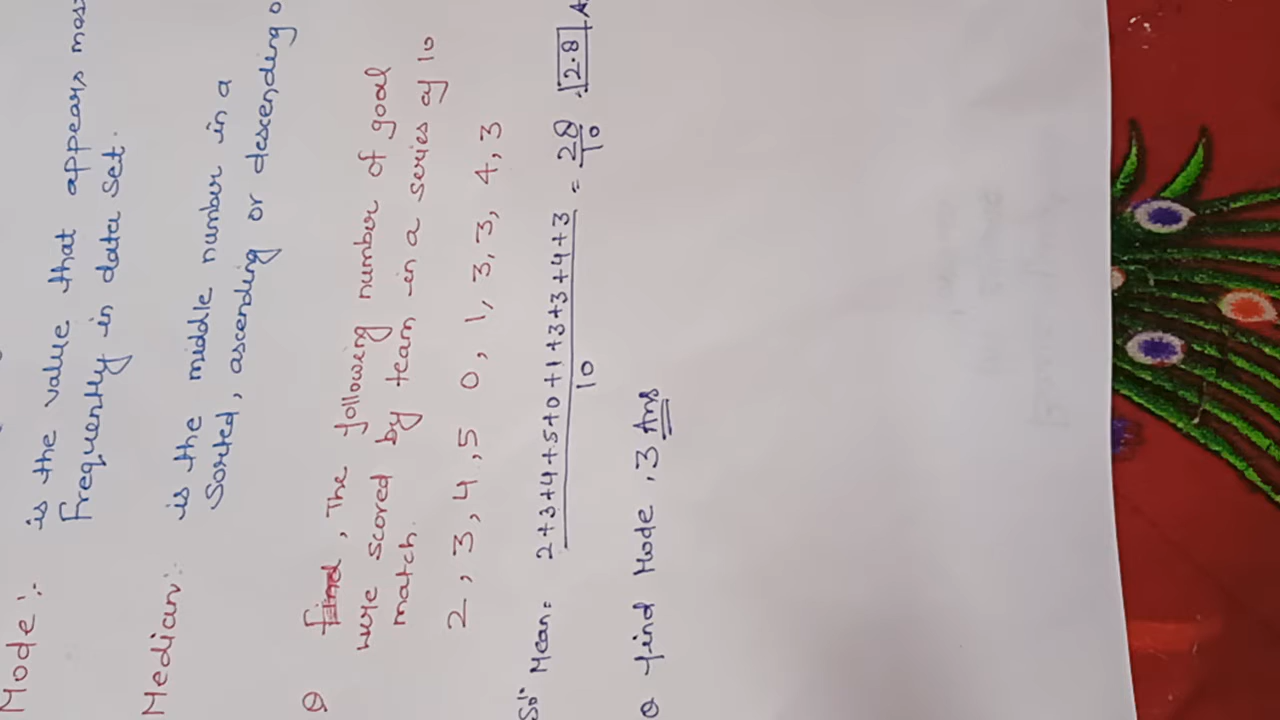 Mode :- is the value that appears mos
Frequently in data set.
Median:- is the middle number in a
Sorted, ascending or descending o
Q find, The following number of goal
were scored by team in a series of 10
match.
2, 3, 4, 5 0, 1, 3, 3, 4, 3
Solⁿ Mean = 2+3+4+5+0+1+3+3+4+3 / 10 = 28/10 . 2.8 A
Q find Mode . 3 Ans